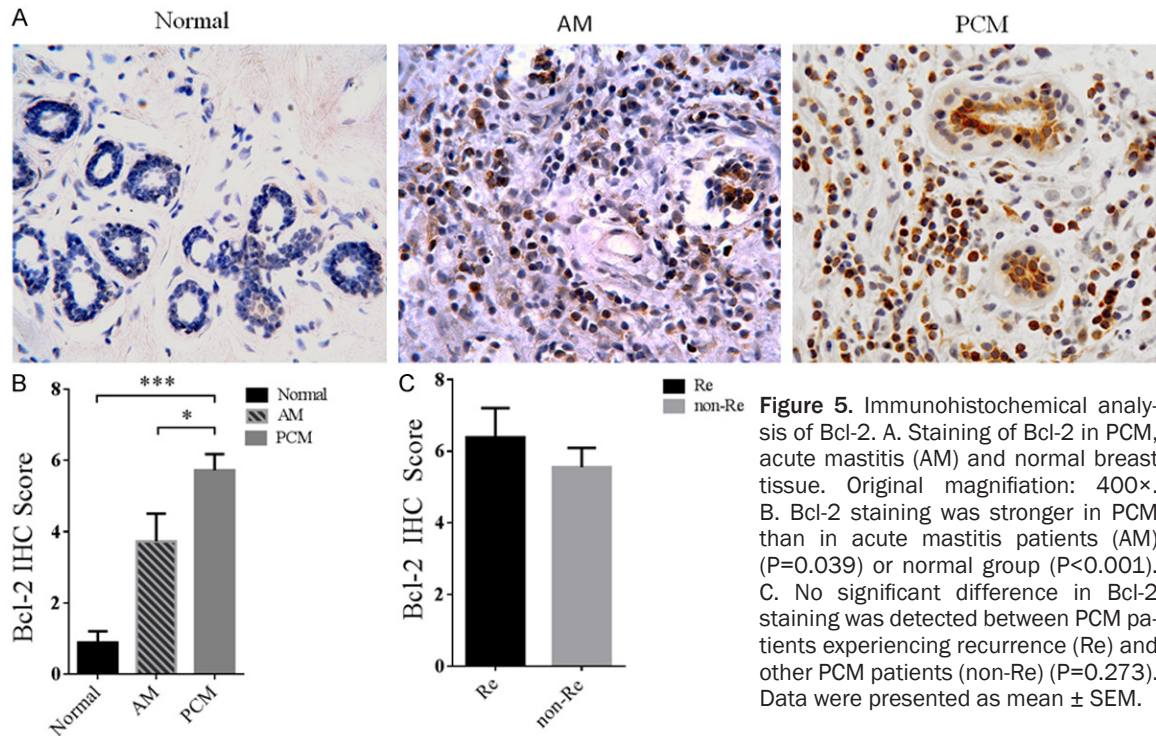 A
Normal
AM
PCM
B
***
*
Normal
AM
PCM
8
6
4
2
0
Bcl-2 IHC Score
Normal
AM
PCM
C
Re
non-Re
8
6
4
2
0
Bcl-2 IHC Score
Re
non-Re
Figure 5. Immunohistochemical analy-
sis of Bcl-2. A. Staining of Bcl-2 in PCM,
acute mastitis (AM) and normal breast
tissue. Original magnifiation: 400×.
B. Bcl-2 staining was stronger in PCM
than in acute mastitis patients (AM)
(P=0.039) or normal group (P<0.001).
C. No significant difference in Bcl-2
staining was detected between PCM pa-
tients experiencing recurrence (Re) and
other PCM patients (non-Re) (P=0.273).
Data were presented as mean ± SEM.